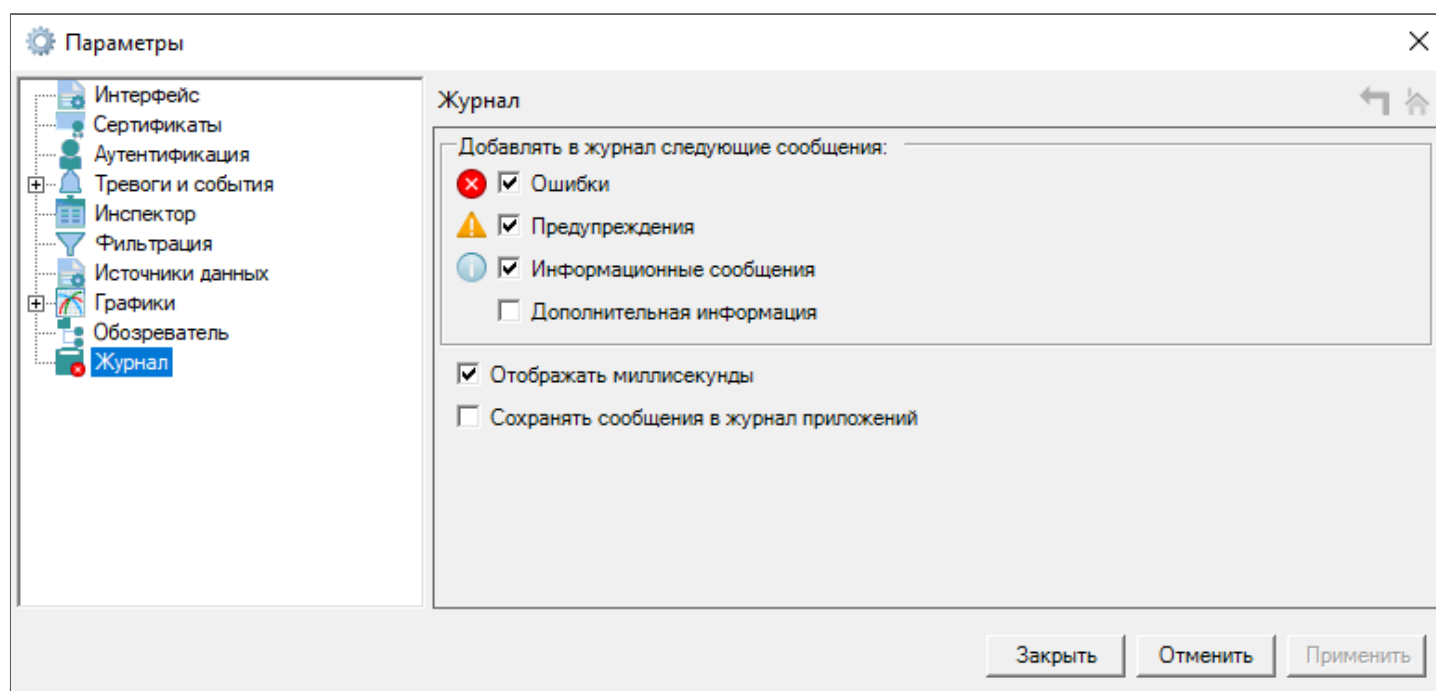 Параметры
Интерфейс
Сертификаты
Аутентификация
Тревоги и события
Инспектор
Фильтрация
Источники данных
Графики
Обозреватель
Журнал
Журнал
Добавлять в журнал следующие сообщения:
Ошибки
Предупреждения
Информационные сообщения
Дополнительная информация
Отображать миллисекунды
Сохранять сообщения в журнал приложений
Закрыть Отменить Применить